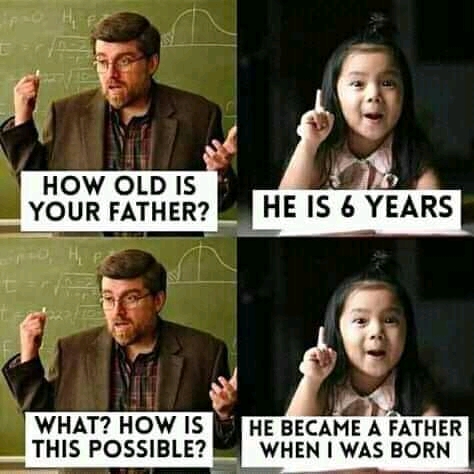 HOW OLD IS
YOUR FATHER?
HE IS 6 YEARS
WHAT? HOW IS
THIS POSSIBLE?
HE BECAME A FATHER
WHEN I WAS BORN